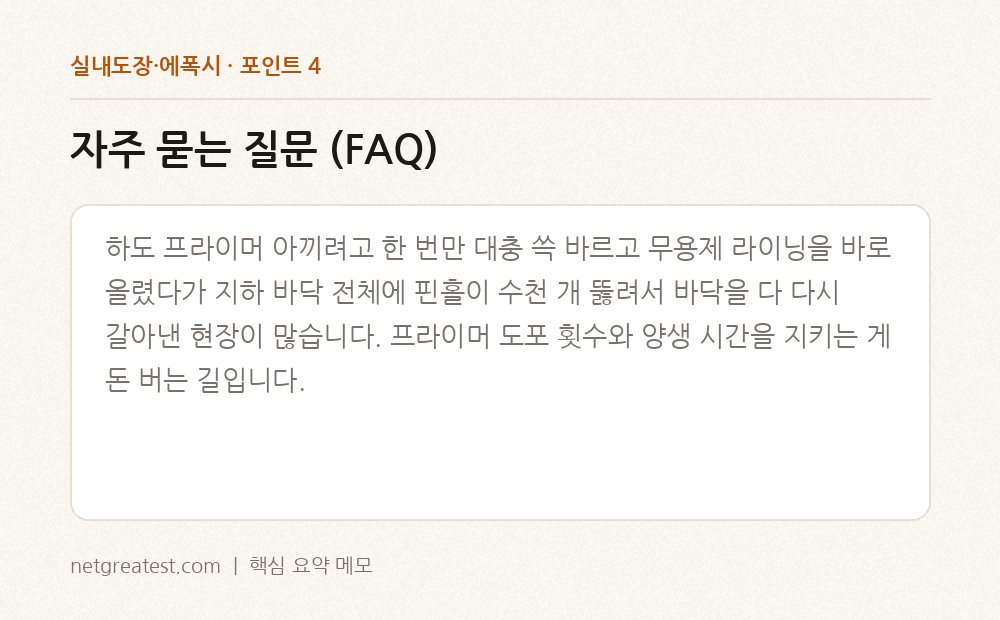 실내도장·에폭시 · 포인트 4
자주 묻는 질문 (FAQ)
하도 프라이머 아끼려고 한 번만 대충 쓱 바르고 무용제 라이닝을 바로
올렸다가 지하 바닥 전체에 핀홀이 수천 개 뚫려서 바닥을 다 다시
갈아낸 현장이 많습니다. 프라이머 도포 횟수와 양생 시간을 지키는 게
돈 버는 길입니다.
netgreatest.com | 핵심 요약 메모